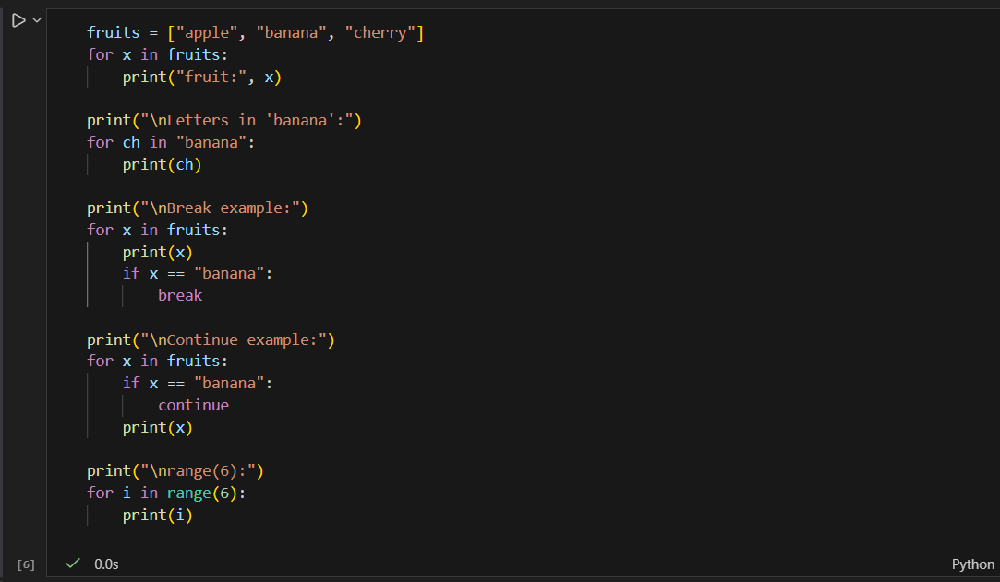 fruits = ["apple", "banana", "cherry"]
for x in fruits:
    print("fruit:", x)

print("\nLetters in 'banana':")
for ch in "banana":
    print(ch)

print("\nBreak example:")
for x in fruits:
    print(x)
    if x == "banana":
        break

print("\nContinue example:")
for x in fruits:
    if x == "banana":
        continue
    print(x)

print("\nrange(6):")
for i in range(6):
    print(i)

[6] 0.0s Python